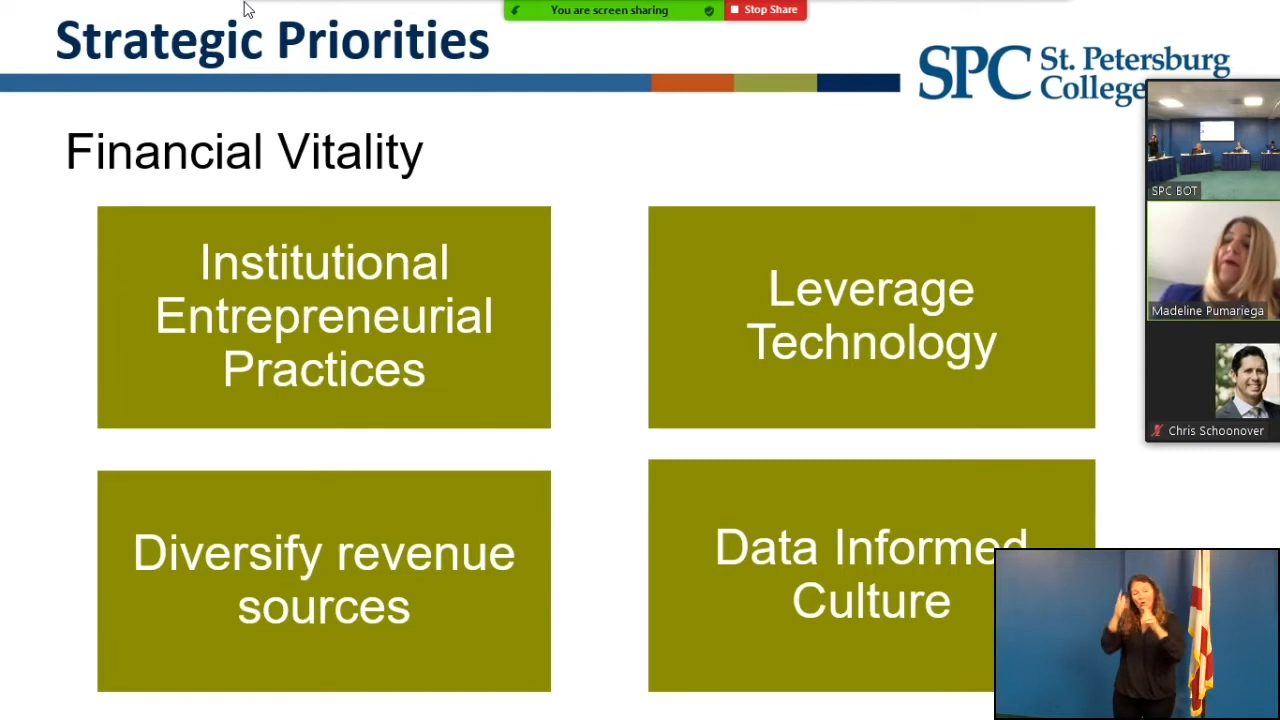 You are screen sharing
Stop Share
Strategic Priorities
SPC St. Petersburg
College
Financial Vitality
Institutional
Entrepreneurial
Practices
Leverage
Technology
Diversify revenue
sources
Data Informed
Culture
SPC BOT
Madeline Pumariega
Chris Schoonover